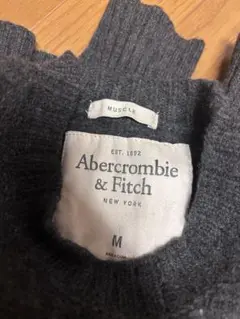 MUSCLE
EST. 1892
Abercrombie
& Fitch
NEW YORK
M